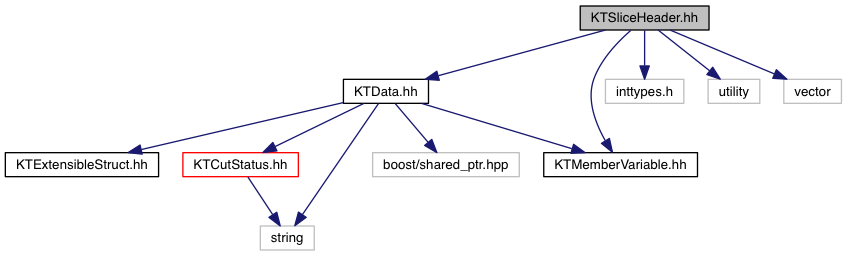 KTSliceHeader.hh
KTData.hh
inttypes.h
utility
vector
KTExtensibleStruct.hh
KTCutStatus.hh
boost/shared_ptr.hpp
KTMemberVariable.hh
string